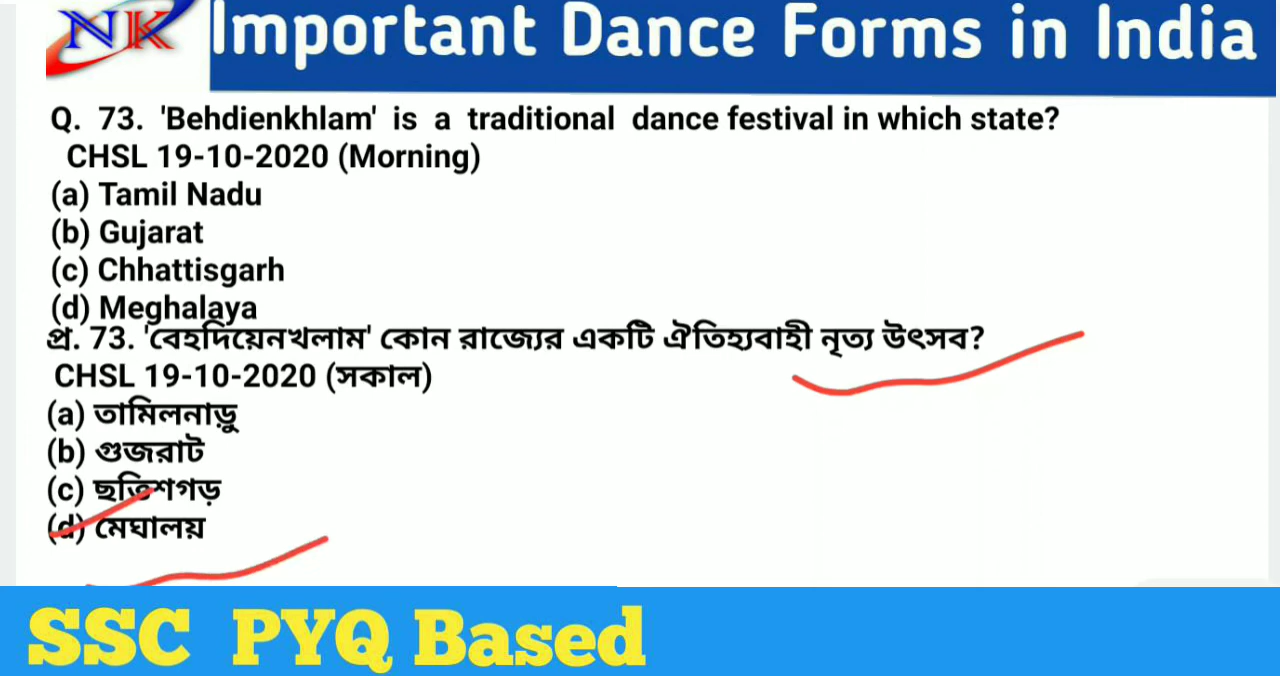 NK Important Dance Forms in India
Q. 73. 'Behdienkhlam' is a traditional dance festival in which state?
CHSL 19-10-2020 (Morning)
(a) Tamil Nadu
(b) Gujarat
(c) Chhattisgarh
(d) Meghalaya
প্র. 73. 'বেহদিয়েনখলাম' কোন রাজ্যের একটি ঐতিহ্যবাহী নৃত্য উৎসব?
CHSL 19-10-2020 (সকাল)
(a) তামিলনাড়ু
(b) গুজরাট
(c) ছত্তিশগড়
(d) মেঘালয়
SSC PYQ Based